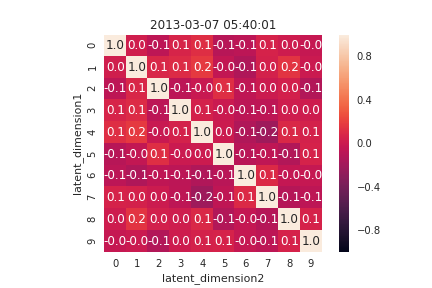 2013-03-07 05:40:01
latent_dimension1
0 1.0 0.0 -0.1 0.1 0.1 -0.1 -0.1 0.1 0.0 -0.0
1 0.0 1.0 0.1 0.1 0.2 -0.0 -0.1 0.0 0.2 -0.0
2 -0.1 0.1 1.0 -0.1 -0.0 0.1 -0.1 0.0 0.0 -0.1
3 0.1 0.1 -0.1 1.0 0.1 -0.0 -0.1 -0.1 0.0 0.0
4 0.1 0.2 -0.0 0.1 1.0 0.0 -0.1 -0.2 0.1 0.1
5 -0.1 -0.0 0.1 -0.0 0.0 1.0 -0.1 -0.1 -0.1 0.1
6 -0.1 -0.1 -0.1 -0.1 -0.1 -0.1 1.0 0.1 -0.0 -0.0
7 0.1 0.0 0.0 -0.1 -0.2 -0.1 0.1 1.0 -0.1 -0.1
8 0.0 0.2 0.0 0.0 0.1 -0.1 -0.0 -0.1 1.0 0.1
9 -0.0 -0.0 -0.1 0.0 0.1 0.1 -0.0 -0.1 0.1 1.0
0 1 2 3 4 5 6 7 8 9
latent_dimension2
0.8
0.4
0.0
-0.4
-0.8